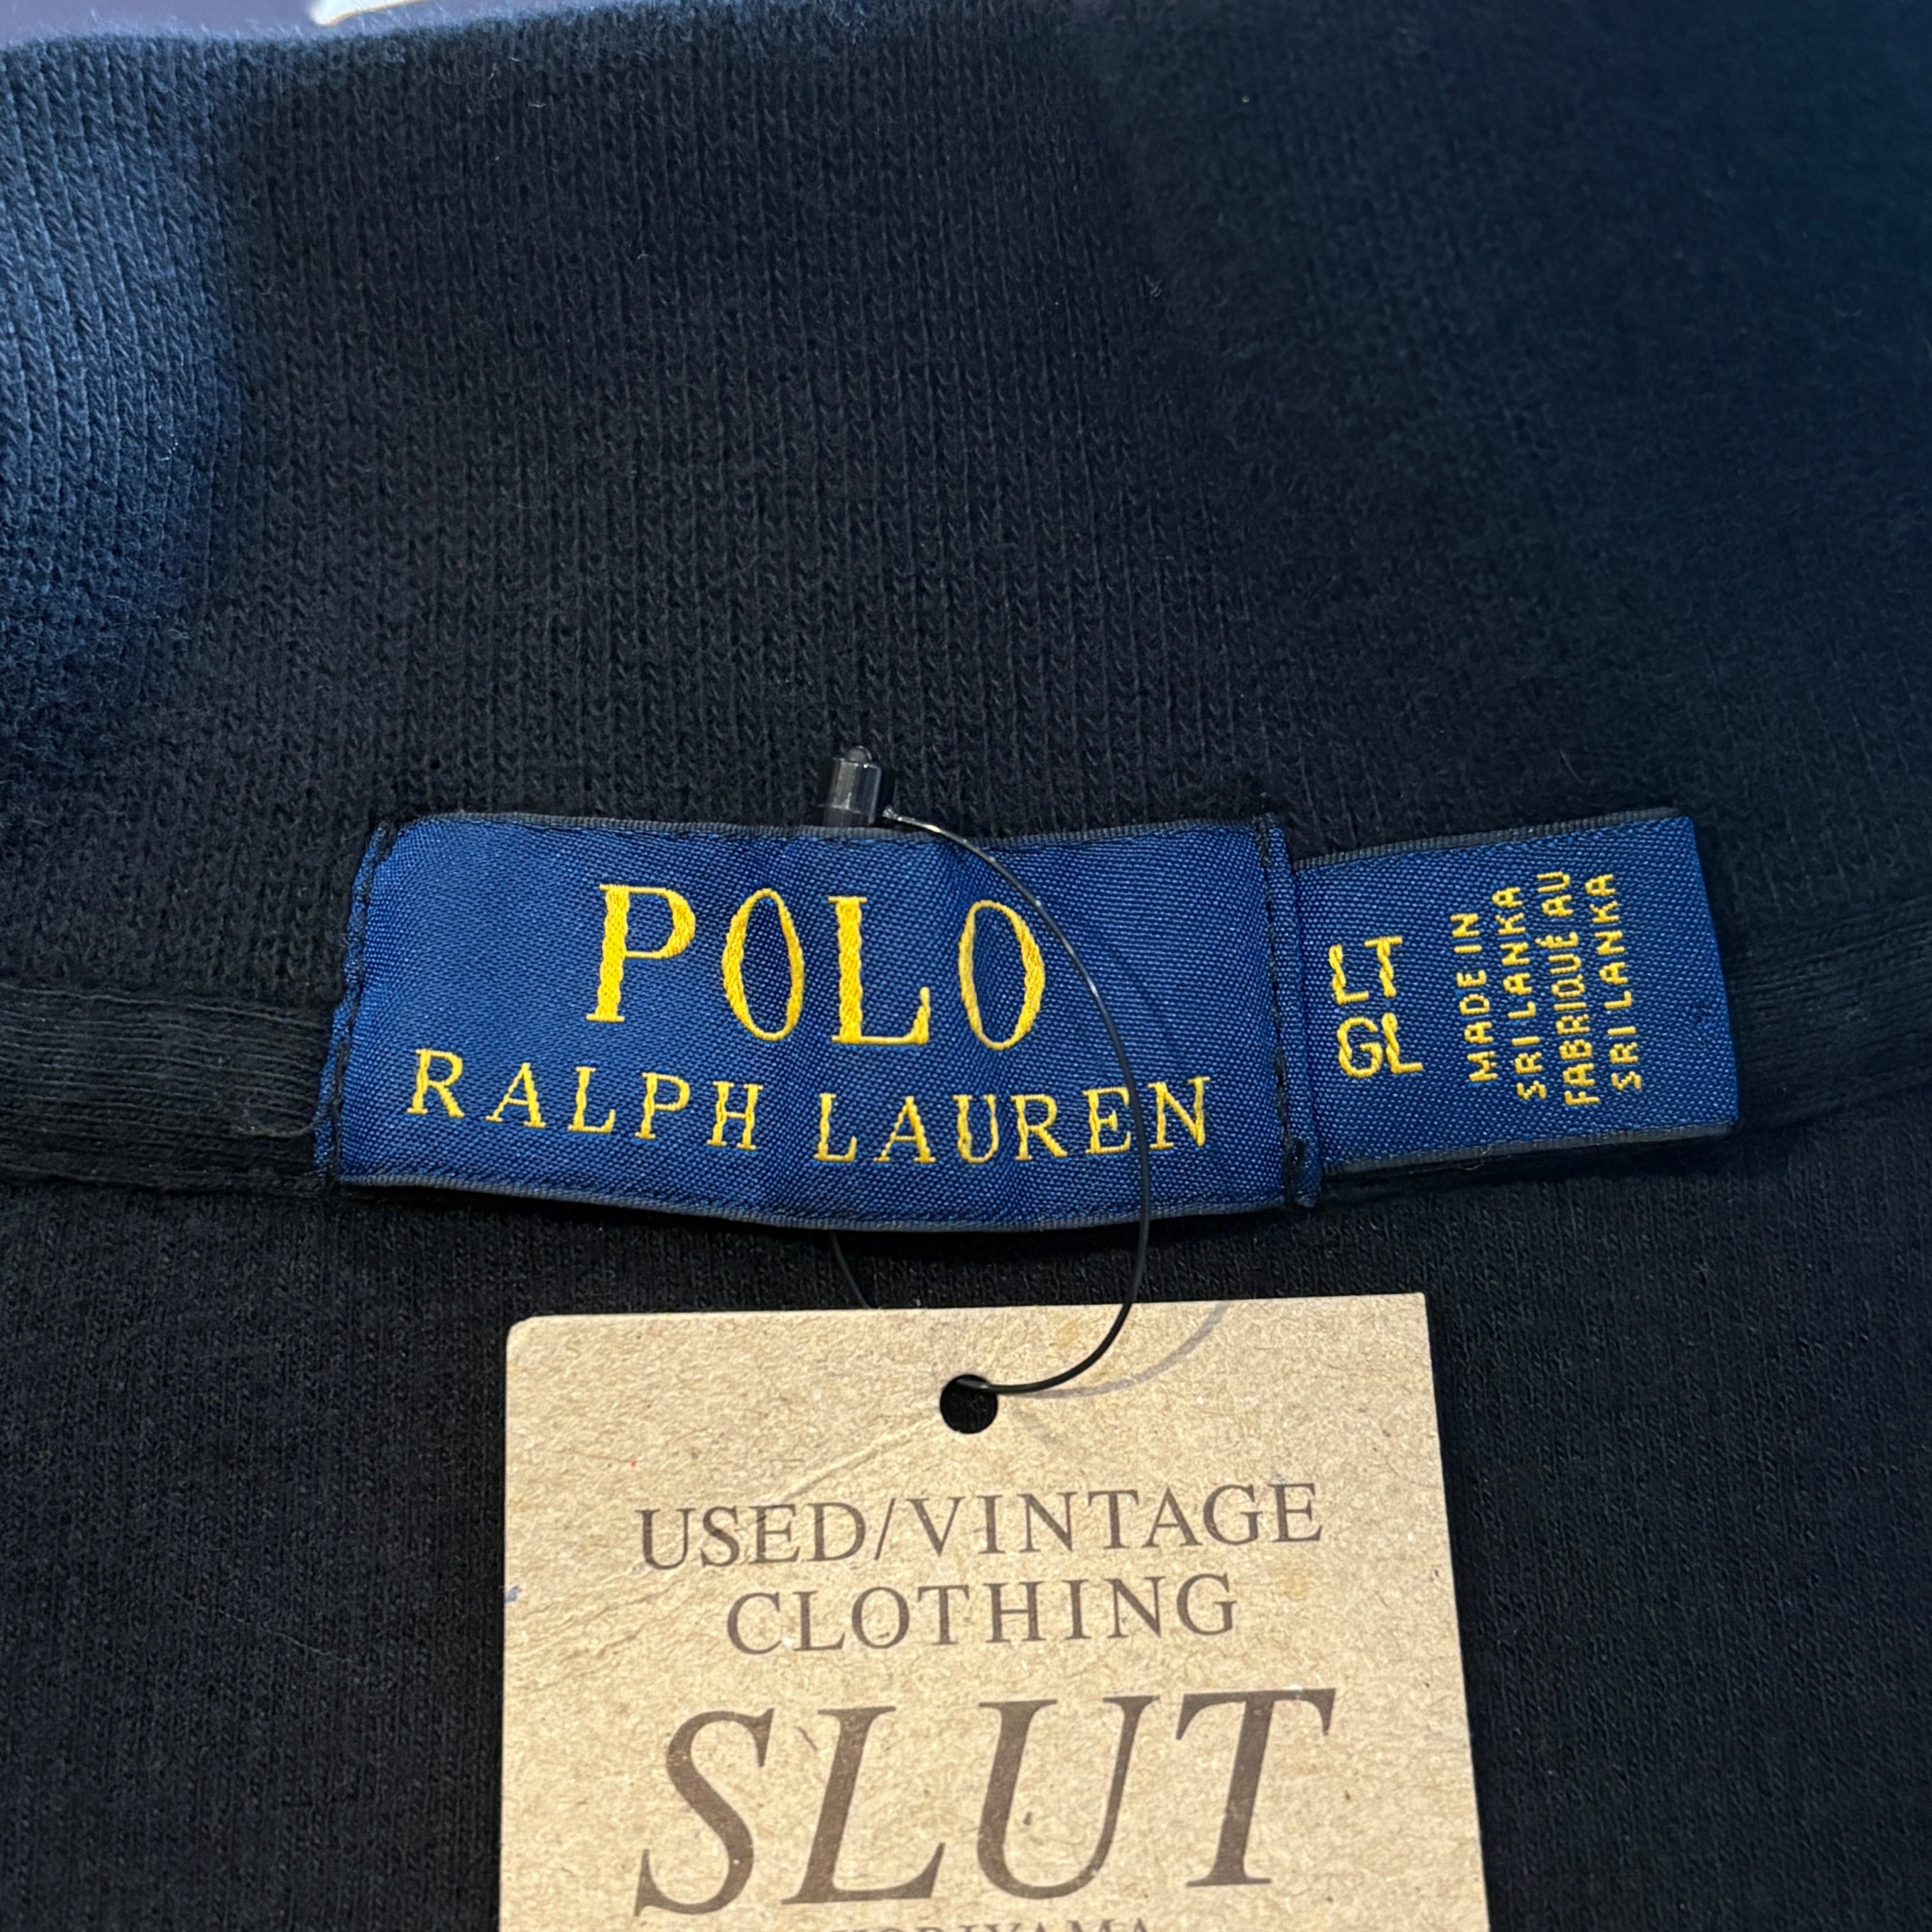 POLO
RALPH LAUREN
LT
GL
MADE IN
SRI LANKA
FABRIQUÉ AU
SRI LANKA
USED/VINTAGE
CLOTHING
SLUT